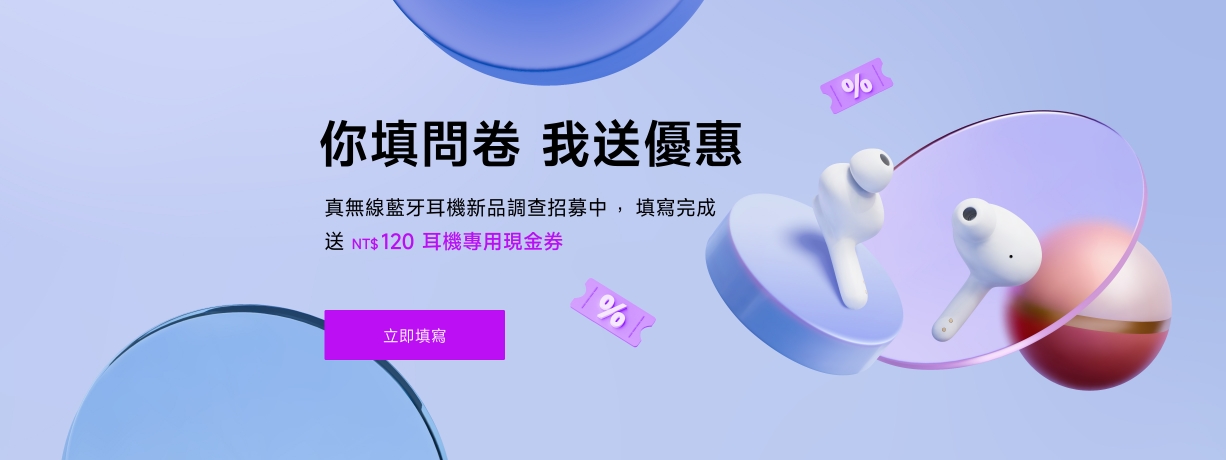 你填問卷 我送優惠
真無線藍牙耳機新品調查招募中，填寫完成
送 NT$120 耳機專用現金券
立即填寫
%
%